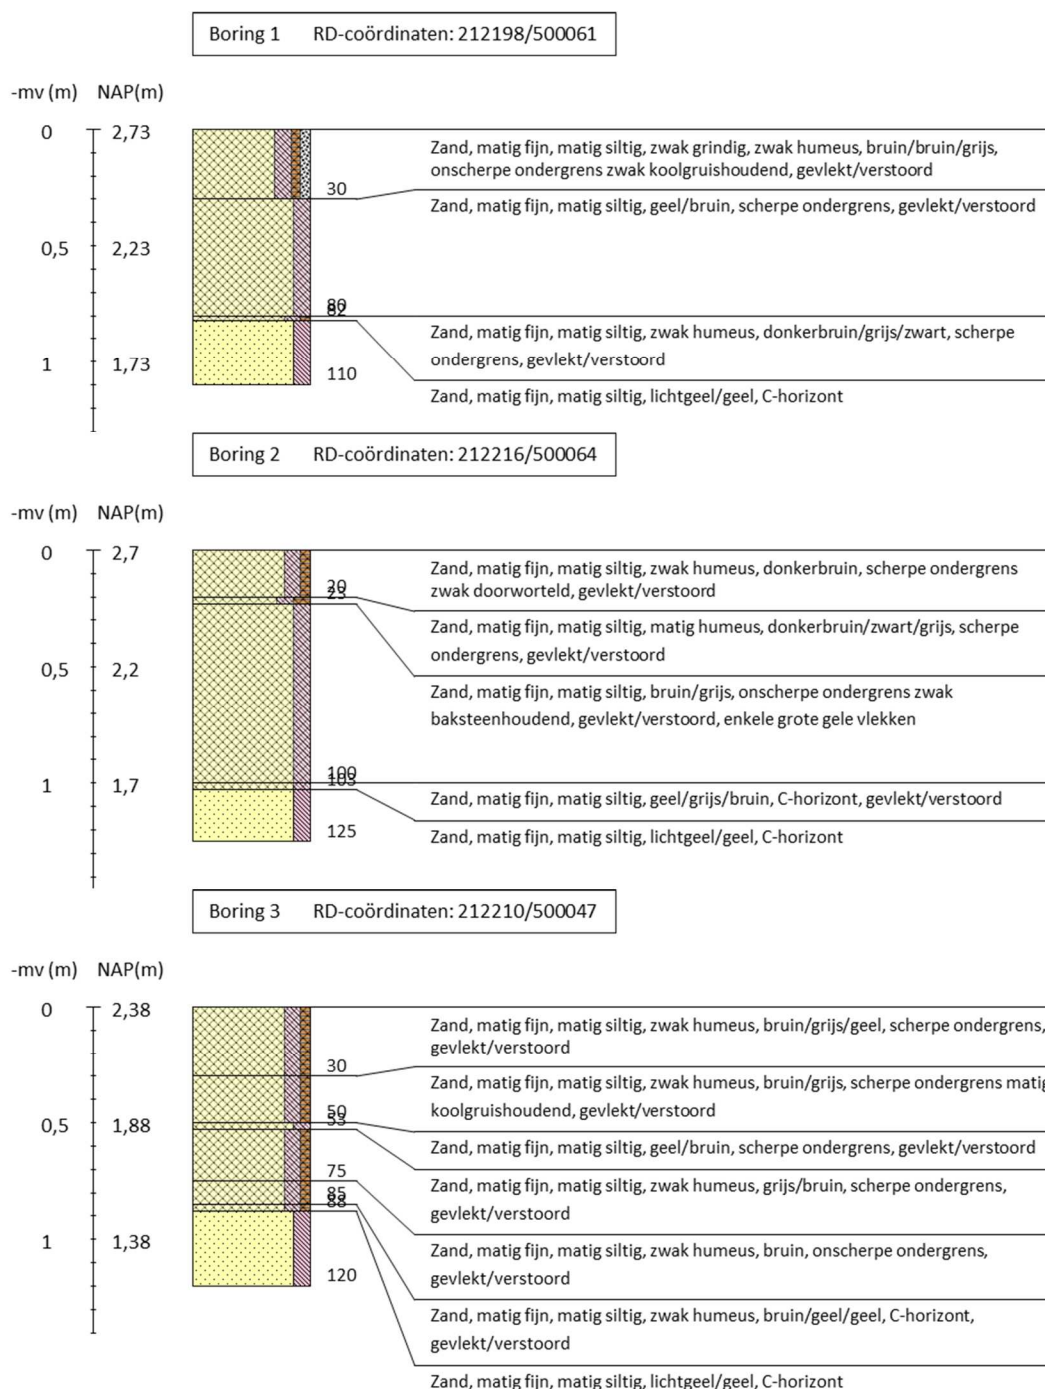 Boring 1 RD-coördinaten: 212198/500061
-mv (m) NAP(m)
0 2,73
Zand, matig fijn, matig siltig, zwak grindig, zwak humeus, bruin/bruin/grijs,
onscherpe ondergrens zwak koolgruishoudend, gevlekt/verstoord
30
Zand, matig fijn, matig siltig, geel/bruin, scherpe ondergrens, gevlekt/verstoord
0,5 2,23
80
82
Zand, matig fijn, matig siltig, zwak humeus, donkerbruin/grijs/zwart, scherpe
ondergrens, gevlekt/verstoord
1 1,73
110
Zand, matig fijn, matig siltig, lichtgeel/geel, C-horizont
Boring 2 RD-coördinaten: 212216/500064
-mv (m) NAP(m)
0 2,7
Zand, matig fijn, matig siltig, zwak humeus, donkerbruin, scherpe ondergrens
zwak doorworteld, gevlekt/verstoord
20
23
Zand, matig fijn, matig siltig, matig humeus, donkerbruin/zwart/grijs, scherpe
ondergrens, gevlekt/verstoord
0,5 2,2
Zand, matig fijn, matig siltig, bruin/grijs, onscherpe ondergrens zwak
baksteenhoudend, gevlekt/verstoord, enkele grote gele vlekken
100
103
1 1,7
Zand, matig fijn, matig siltig, geel/grijs/bruin, C-horizont, gevlekt/verstoord
125
Zand, matig fijn, matig siltig, lichtgeel/geel, C-horizont
Boring 3 RD-coördinaten: 212210/500047
-mv (m) NAP(m)
0 2,38
Zand, matig fijn, matig siltig, zwak humeus, bruin/grijs/geel, scherpe ondergrens,
gevlekt/verstoord
30
Zand, matig fijn, matig siltig, zwak humeus, bruin/grijs, scherpe ondergrens matig
koolgruishoudend, gevlekt/verstoord
50
53
0,5 1,88
Zand, matig fijn, matig siltig, geel/bruin, scherpe ondergrens, gevlekt/verstoord
75
Zand, matig fijn, matig siltig, zwak humeus, grijs/bruin, scherpe ondergrens,
gevlekt/verstoord
85
88
1 1,38
Zand, matig fijn, matig siltig, zwak humeus, bruin, onscherpe ondergrens,
gevlekt/verstoord
120
Zand, matig fijn, matig siltig, zwak humeus, bruin/geel/geel, C-horizont,
gevlekt/verstoord
Zand, matig fijn, matig siltig, lichtgeel/geel, C-horizont